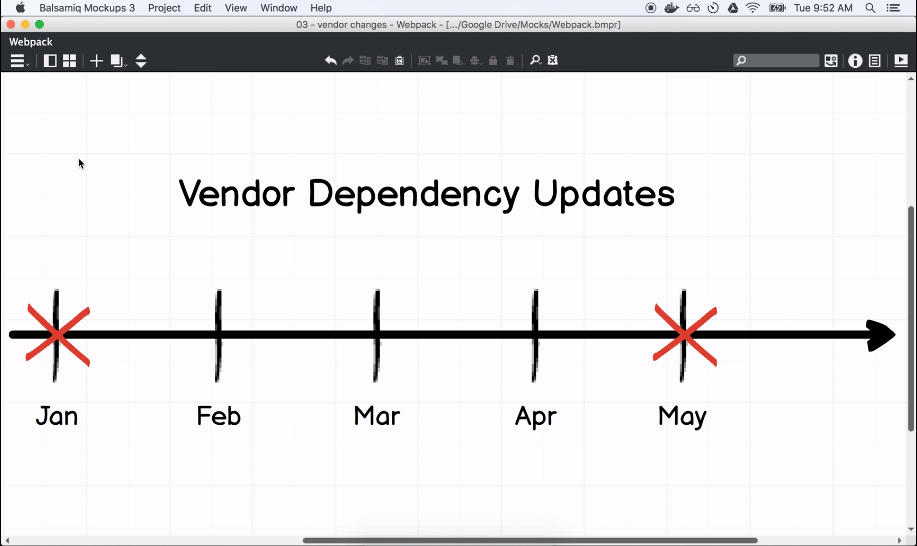 Balsamiq Mockups 3 Project Edit View Window Help Tue 9:52 AM
03 - vendor changes - Webpack - [.../Google Drive/Mocks/Webpack.bmpr]
Webpack
Vendor Dependency Updates
Jan Feb Mar Apr May